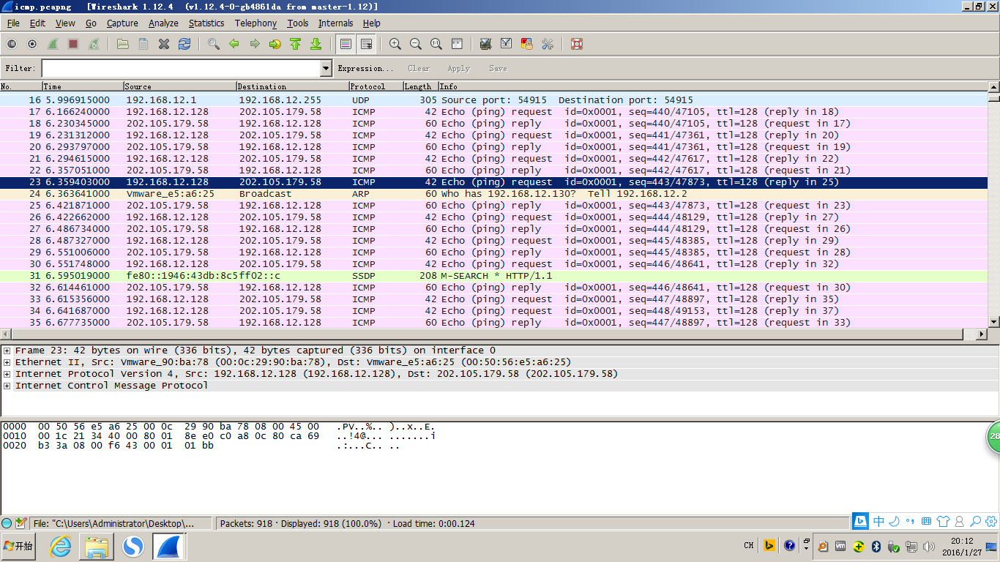 icmp.pcapng [Wireshark 1.12.4 (v1.12.4-0-gb4861da from master-1.12)]
File Edit View Go Capture Analyze Statistics Telephony Tools Internals Help
Filter: Expression... Clear Apply Save
No. Time Source Destination Protocol Length Info
16 5.996915000 192.168.12.1 192.168.12.255 UDP 305 Source port: 54915 Destination port: 54915
17 6.166240000 192.168.12.128 202.105.179.58 ICMP 42 Echo (ping) request id=0x0001, seq=440/47105, ttl=128 (reply in 18)
18 6.230345000 202.105.179.58 192.168.12.128 ICMP 60 Echo (ping) reply id=0x0001, seq=440/47105, ttl=128 (request in 17)
19 6.231312000 192.168.12.128 202.105.179.58 ICMP 42 Echo (ping) request id=0x0001, seq=441/47361, ttl=128 (reply in 20)
20 6.293797000 202.105.179.58 192.168.12.128 ICMP 60 Echo (ping) reply id=0x0001, seq=441/47361, ttl=128 (request in 19)
21 6.294615000 192.168.12.128 202.105.179.58 ICMP 42 Echo (ping) request id=0x0001, seq=442/47617, ttl=128 (reply in 22)
22 6.357051000 202.105.179.58 192.168.12.128 ICMP 60 Echo (ping) reply id=0x0001, seq=442/47617, ttl=128 (request in 21)
23 6.359403000 192.168.12.128 202.105.179.58 ICMP 42 Echo (ping) request id=0x0001, seq=443/47873, ttl=128 (reply in 25)
24 6.363641000 Vmware_e5:a6:25 Broadcast ARP 60 Who has 192.168.12.130? Tell 192.168.12.2
25 6.421871000 202.105.179.58 192.168.12.128 ICMP 60 Echo (ping) reply id=0x0001, seq=443/47873, ttl=128 (request in 23)
26 6.422662000 192.168.12.128 202.105.179.58 ICMP 42 Echo (ping) request id=0x0001, seq=444/48129, ttl=128 (reply in 27)
27 6.486734000 202.105.179.58 192.168.12.128 ICMP 60 Echo (ping) reply id=0x0001, seq=444/48129, ttl=128 (request in 26)
28 6.487327000 192.168.12.128 202.105.179.58 ICMP 42 Echo (ping) request id=0x0001, seq=445/48385, ttl=128 (reply in 29)
29 6.551006000 202.105.179.58 192.168.12.128 ICMP 60 Echo (ping) reply id=0x0001, seq=445/48385, ttl=128 (request in 28)
30 6.551748000 192.168.12.128 202.105.179.58 ICMP 42 Echo (ping) request id=0x0001, seq=446/48641, ttl=128 (reply in 32)
31 6.595019000 fe80::1946:43db:8c5ff02::c SSDP 208 M-SEARCH * HTTP/1.1
32 6.614461000 202.105.179.58 192.168.12.128 ICMP 60 Echo (ping) reply id=0x0001, seq=446/48641, ttl=128 (request in 30)
33 6.615356000 192.168.12.128 202.105.179.58 ICMP 42 Echo (ping) request id=0x0001, seq=447/48897, ttl=128 (reply in 35)
34 6.641687000 192.168.12.128 202.105.179.58 ICMP 42 Echo (ping) request id=0x0001, seq=448/49153, ttl=128 (reply in 37)
35 6.677735000 202.105.179.58 192.168.12.128 ICMP 60 Echo (ping) reply id=0x0001, seq=447/48897, ttl=128 (request in 33)
Frame 23: 42 bytes on wire (336 bits), 42 bytes captured (336 bits) on interface 0
Ethernet II, Src: Vmware_90:ba:78 (00:0c:29:90:ba:78), Dst: Vmware_e5:a6:25 (00:50:56:e5:a6:25)
Internet Protocol Version 4, Src: 192.168.12.128 (192.168.12.128), Dst: 202.105.179.58 (202.105.179.58)
Internet Control Message Protocol
0000 00 50 56 e5 a6 25 00 0c 29 90 ba 78 08 00 45 00 .PV..%.. )..x..E.
0010 00 1c 21 34 40 00 80 01 8e e0 c0 a8 0c 80 ca 69 ..!4@... .......i
0020 b3 3a 08 00 f6 43 00 01 01 bb .:...C.. ..
28
File: "C:\Users\Administrator\Desktop\... Packets: 918 · Displayed: 918 (100.0%) · Load time: 0:00.124
中
开始 CH 20:12
2016/1/27